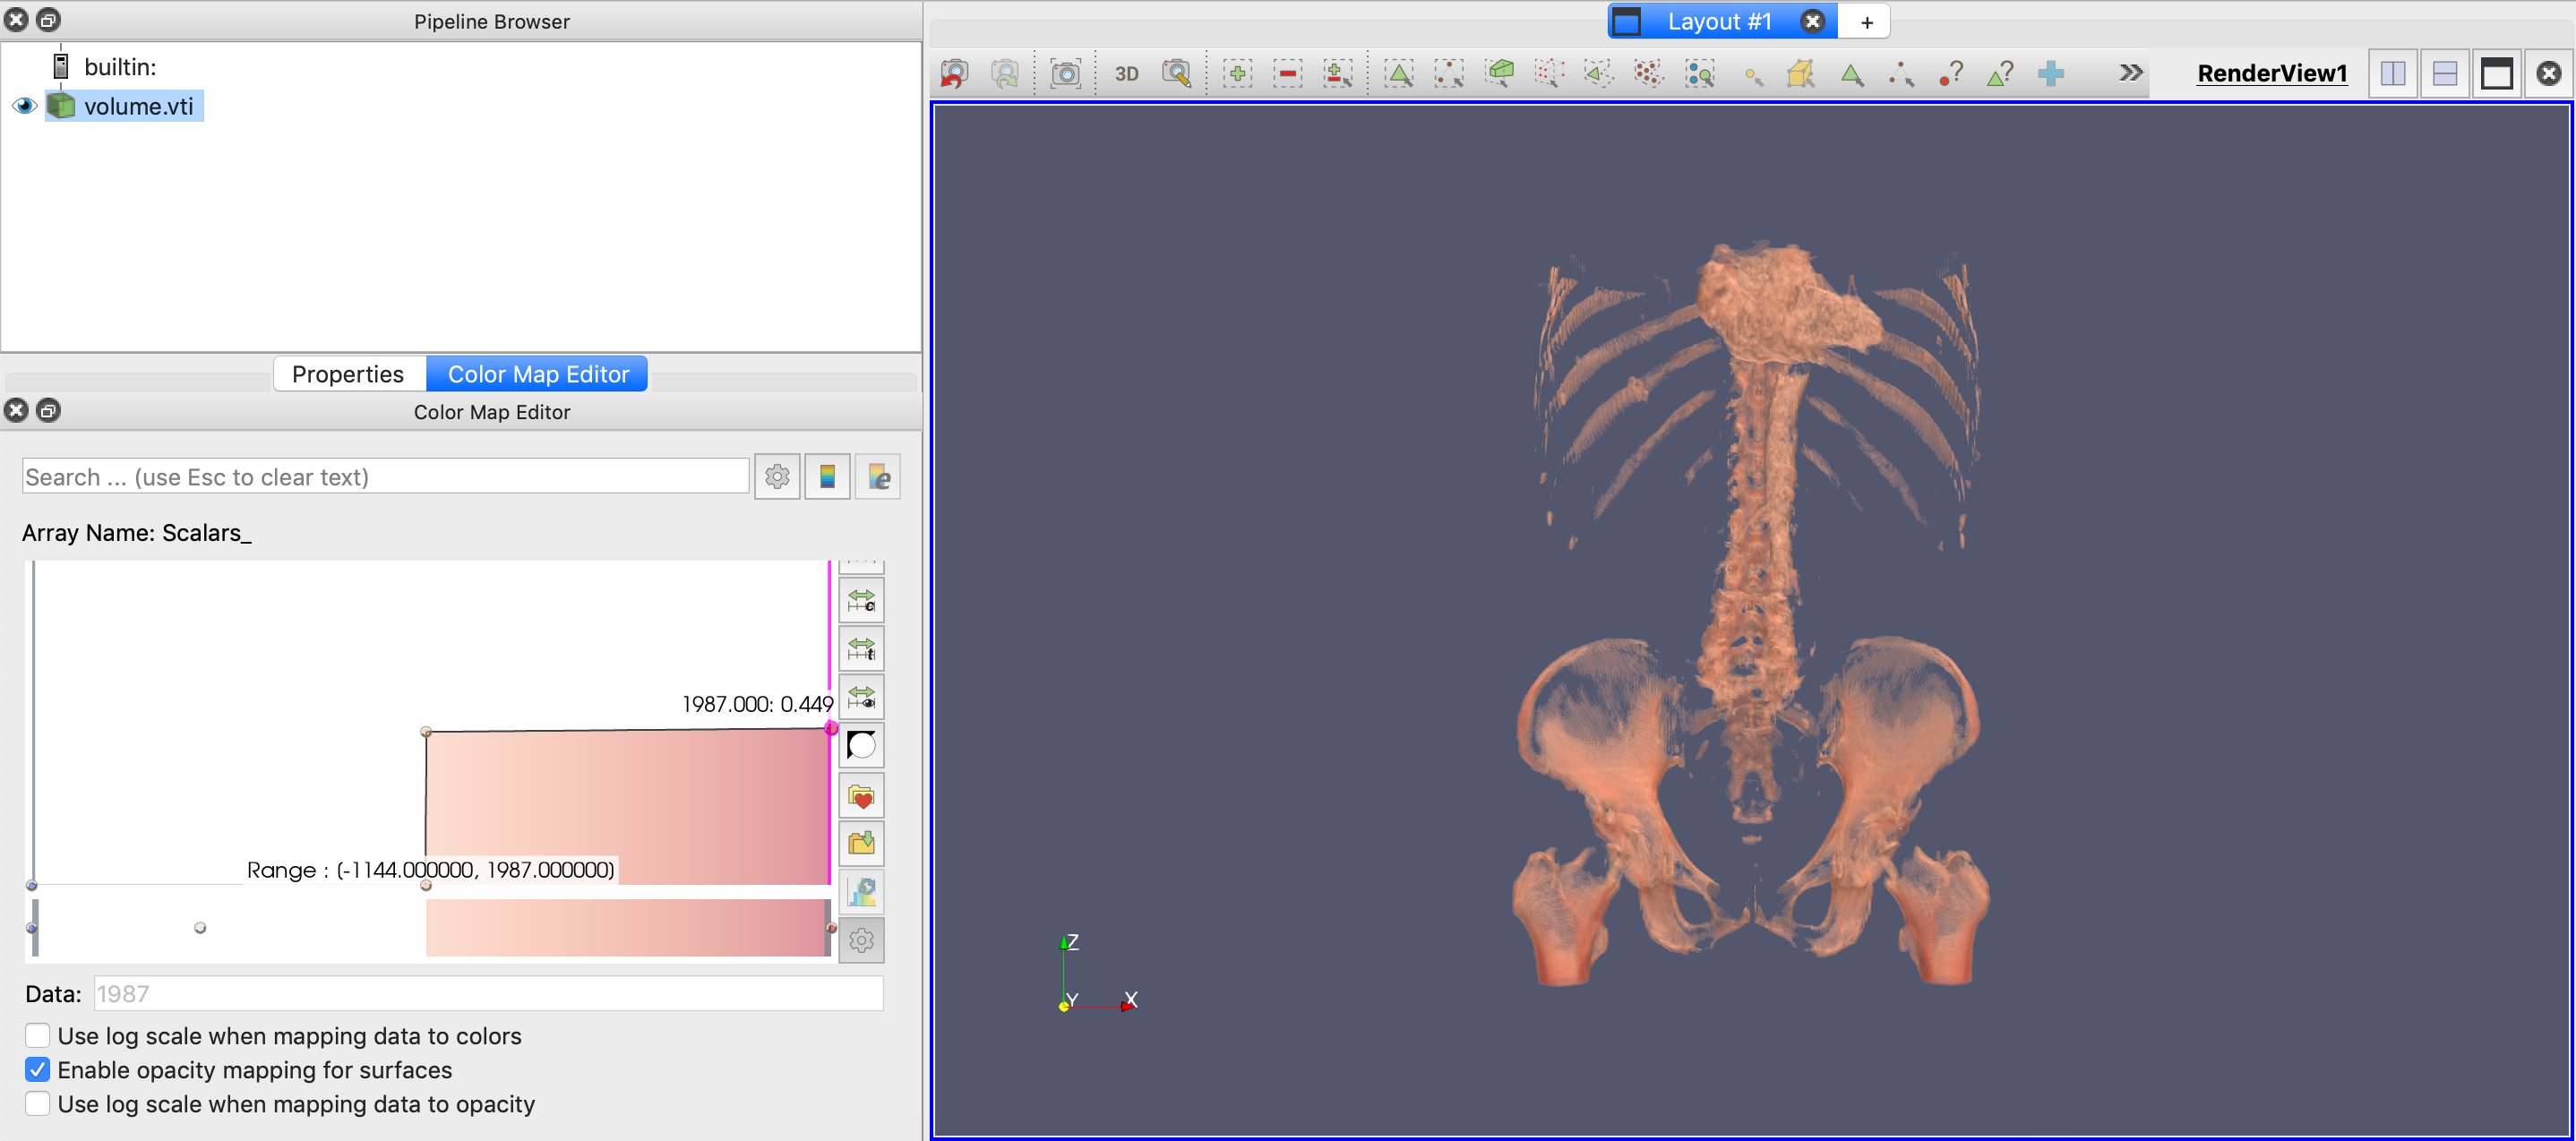 Pipeline Browser
builtin:
volume.vti
Properties
Color Map Editor
Color Map Editor
Search ... (use Esc to clear text)
e
Array Name: Scalars_
c
t
1987.000: 0.449
Range : (-1144.000000, 1987.000000)
Data: 1987
Use log scale when mapping data to colors
Enable opacity mapping for surfaces
Use log scale when mapping data to opacity
Layout #1
+
3D
RenderView1
Z
Y
X